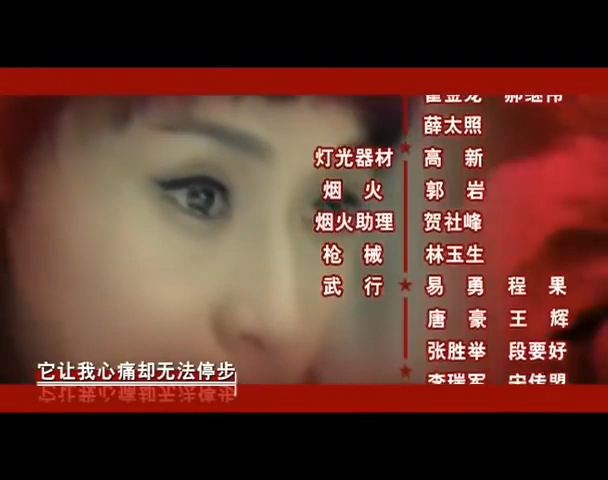 薛太照
灯光器材 高 新
烟 火 郭 岩
烟火助理 贺社峰
枪 械 林玉生
武 行 易 勇 程 果
唐 豪 王 辉
张胜举 段要好
它让我心痛却无法停步